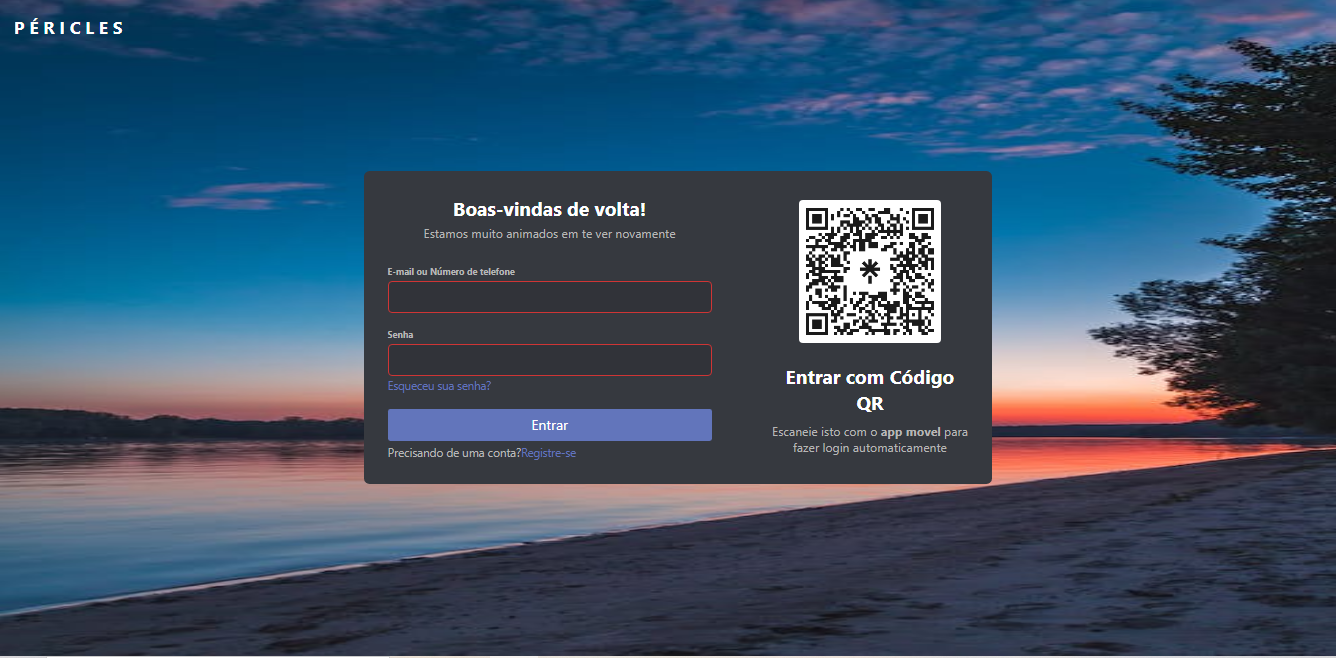 PÉRICLES
Boas-vindas de volta!
Estamos muito animados em te ver novamente
E-mail ou Número de telefone
Senha
Esqueceu sua senha?
Entrar
Precisando de uma conta?Registre-se
Entrar com Código
QR
Escaneie isto com o app movel para
fazer login automaticamente